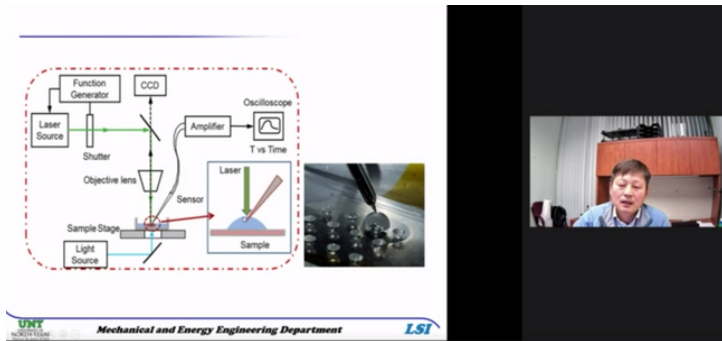 Function
Generator
CCD
Laser
Source
Shutter
Amplifier
Oscilloscope
T vs Time
Objective lens
Sensor
Laser
Sample Stage
Sample
Light
Source
UNT
Mechanical and Energy Engineering Department
LSI